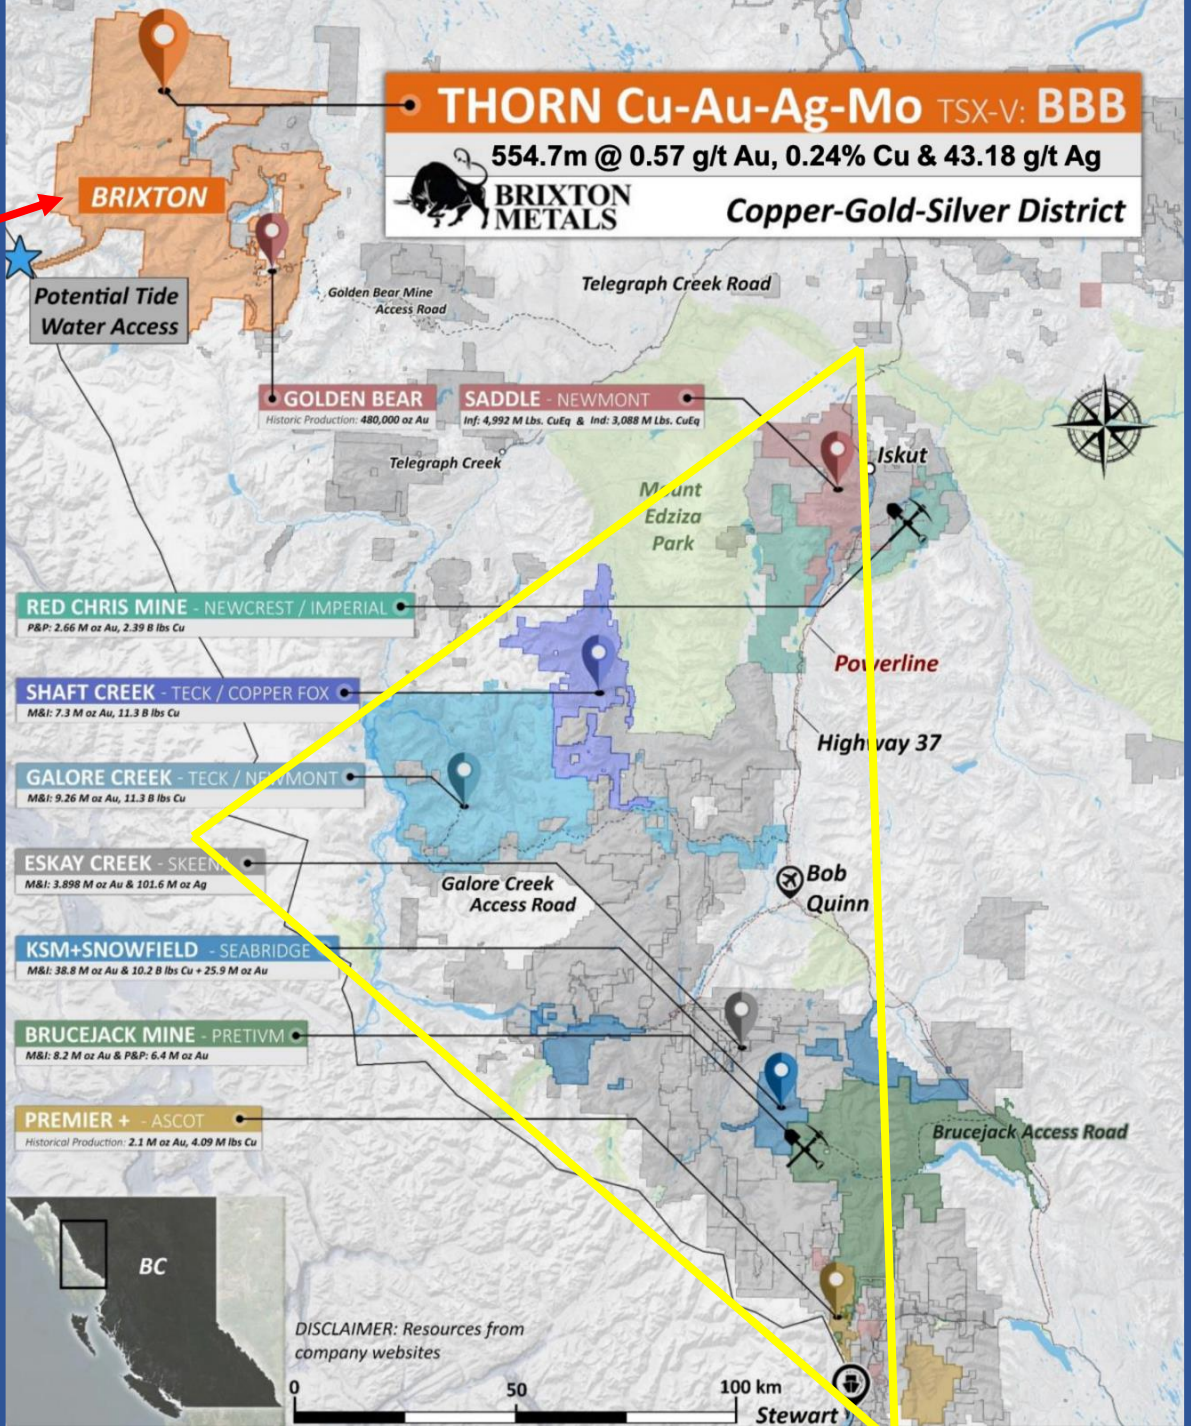 THORN Cu-Au-Ag-Mo TSX-V: BBB
554.7m @ 0.57 g/t Au, 0.24% Cu & 43.18 g/t Ag
BRIXTON
METALS
Copper-Gold-Silver District
BRIXTON
Potential Tide
Water Access
Golden Bear Mine
Access Road
Telegraph Creek Road
GOLDEN BEAR
Historic Production: 480,000 oz Au
SADDLE - NEWMONT
Inf: 4,992 M Lbs. CuEq & Ind: 3,088 M Lbs. CuEq
Telegraph Creek
Iskut
Mount
Edziza
Park
RED CHRIS MINE - NEWCREST / IMPERIAL
P&P: 2.66 M oz Au, 2.39 B lbs Cu
Powerline
SHAFT CREEK - TECK / COPPER FOX
M&I: 7.3 M oz Au, 11.3 B lbs Cu
Highway 37
GALORE CREEK - TECK / NEWMONT
M&I: 9.26 M oz Au, 11.3 B lbs Cu
ESKAY CREEK - SKEENA
M&I: 3.898 M oz Au & 101.6 M oz Ag
Galore Creek
Access Road
Bob
Quinn
KSM+SNOWFIELD - SEABRIDGE
M&I: 38.8 M oz Au & 10.2 B lbs Cu + 25.9 M oz Au
BRUCEJACK MINE - PRETIVM
M&I: 8.2 M oz Au & P&P: 6.4 M oz Au
PREMIER + - ASCOT
Historical Production: 2.1 M oz Au, 4.09 M lbs Cu
Brucejack Access Road
BC
DISCLAIMER: Resources from
company websites
0 50 100 km
Stewart